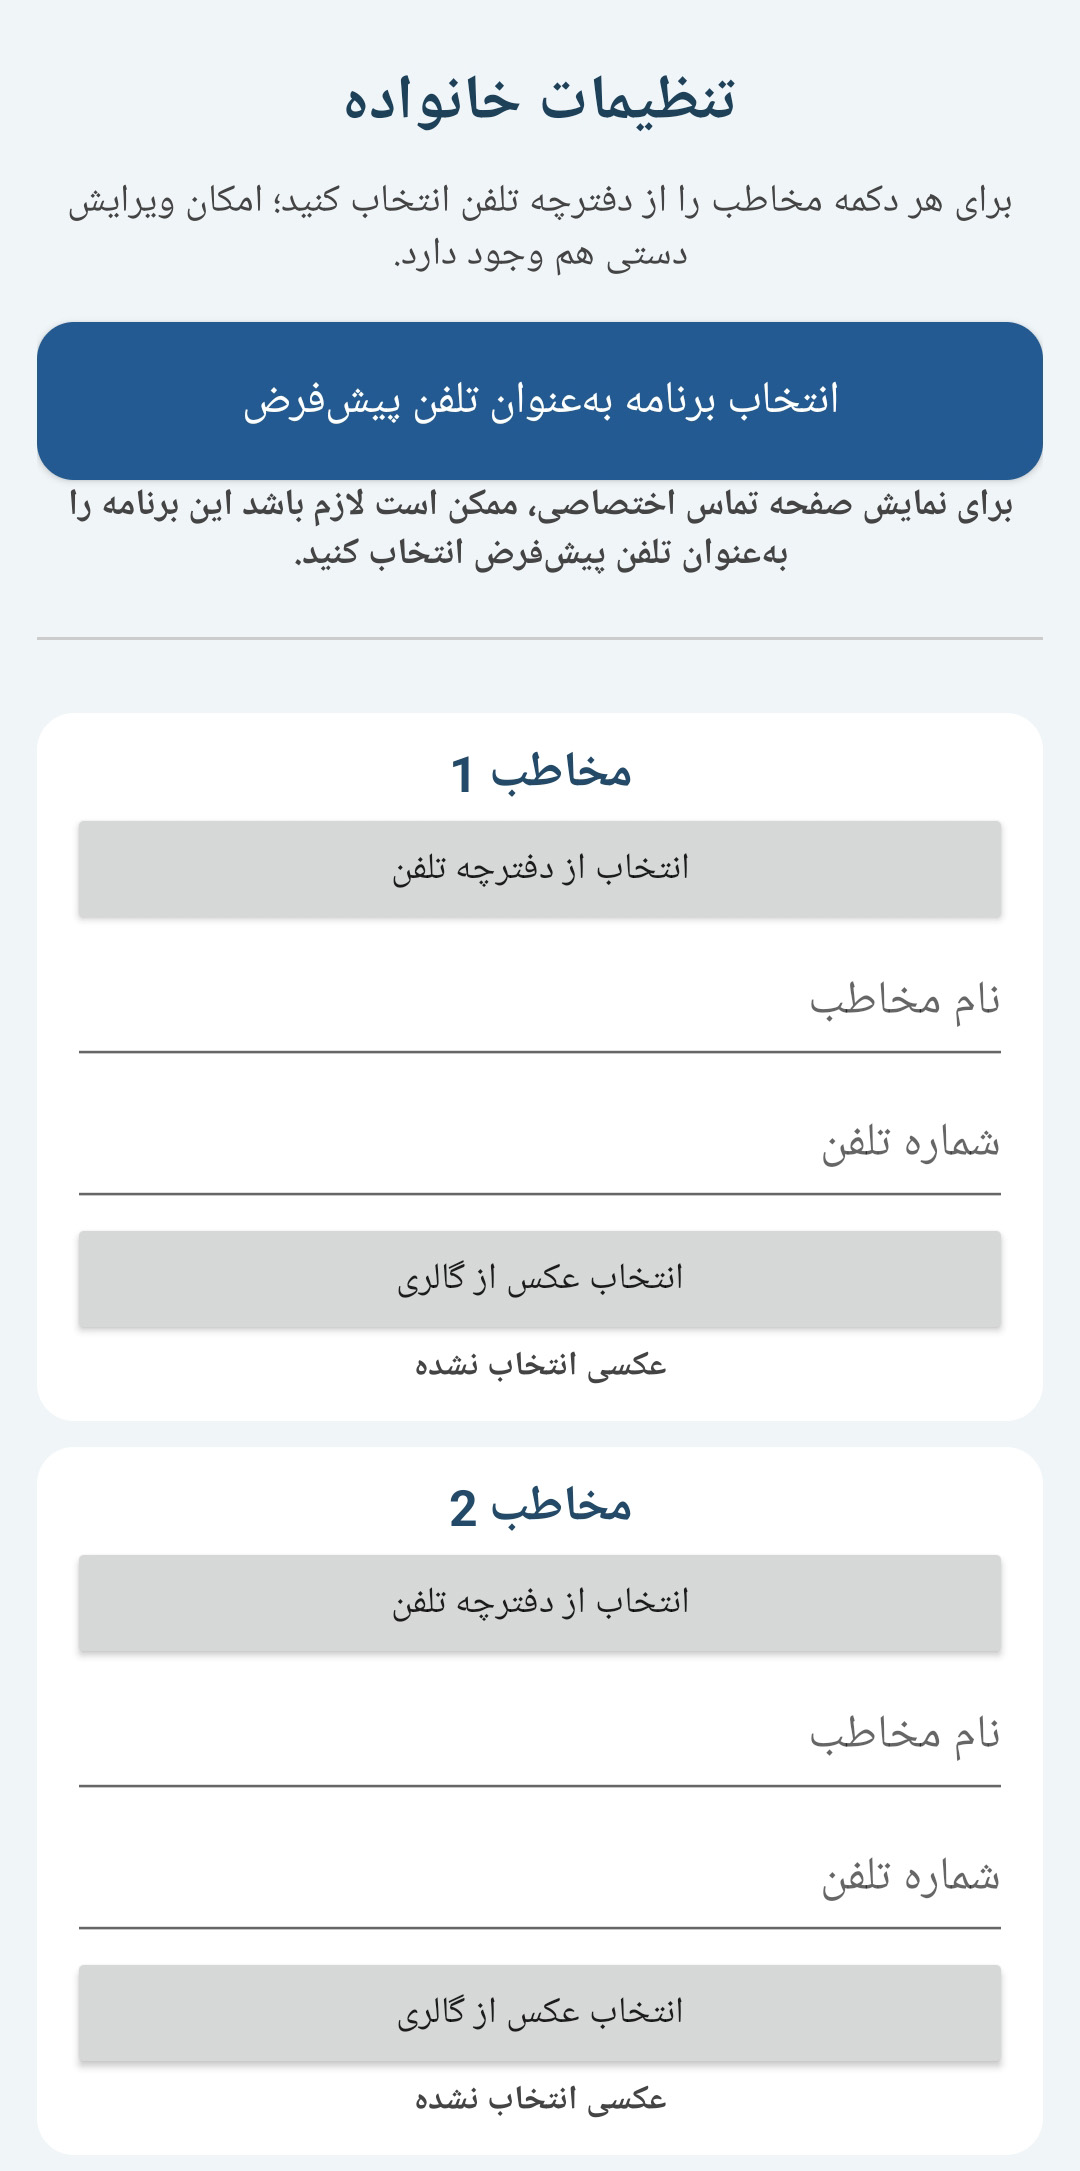 تنظیمات خانواده
برای هر دکمه مخاطب را از دفترچه تلفن انتخاب کنید؛ امکان ویرایش
دستی هم وجود دارد.
انتخاب برنامه به‌عنوان تلفن پیش‌فرض
برای نمایش صفحه تماس اختصاصی، ممکن است لازم باشد این برنامه را
به‌عنوان تلفن پیش‌فرض انتخاب کنید.
مخاطب 1
انتخاب از دفترچه تلفن
نام مخاطب
شماره تلفن
انتخاب عکس از گالری
عکسی انتخاب نشده
مخاطب 2
انتخاب از دفترچه تلفن
نام مخاطب
شماره تلفن
انتخاب عکس از گالری
عکسی انتخاب نشده